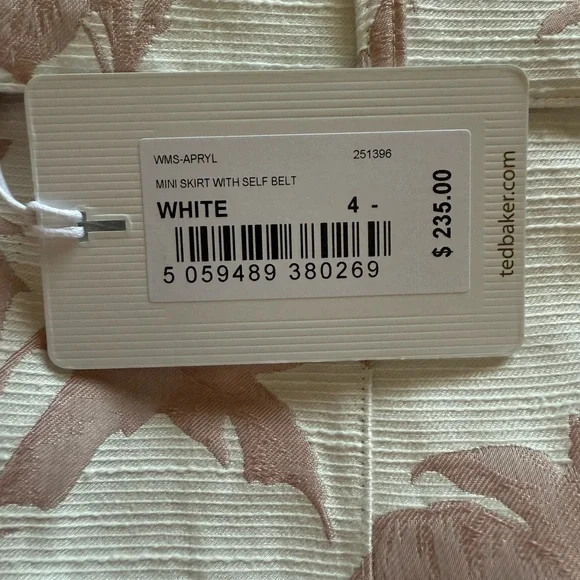 WMS-APRYL 251396
MINI SKIRT WITH SELF BELT
WHITE 4 -
5 059489 380269
$ 235.00
tedbaker.com